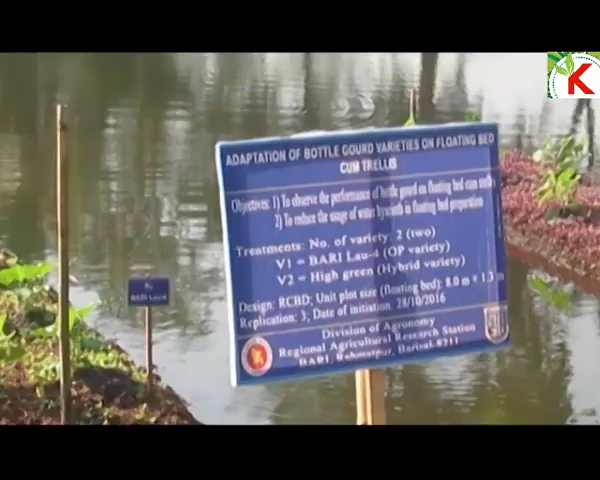 K
ADAPTATION OF BOTTLE GOURD VARIETIES ON FLOATING BED
CUM TRELLIS
Objectives: 1) To observe the performance of bottle gourd on floating bed cum trellis
2) To reduce the usage of water hyacinth in floating bed preparation
Treatments: No. of variety: 2 (two)
V1 = BARI Lau-4 (OP variety)
V2 = High green (Hybrid variety)
Design: RCBD; Unit plot size (floating bed): 8.0 m × 1.3 m
Replication: 3; Date of initiation: 28/10/2016
Division of Agronomy
Regional Agricultural Research Station
BARI, Rahmatpur, Barisal-8211
BARI Lau-4